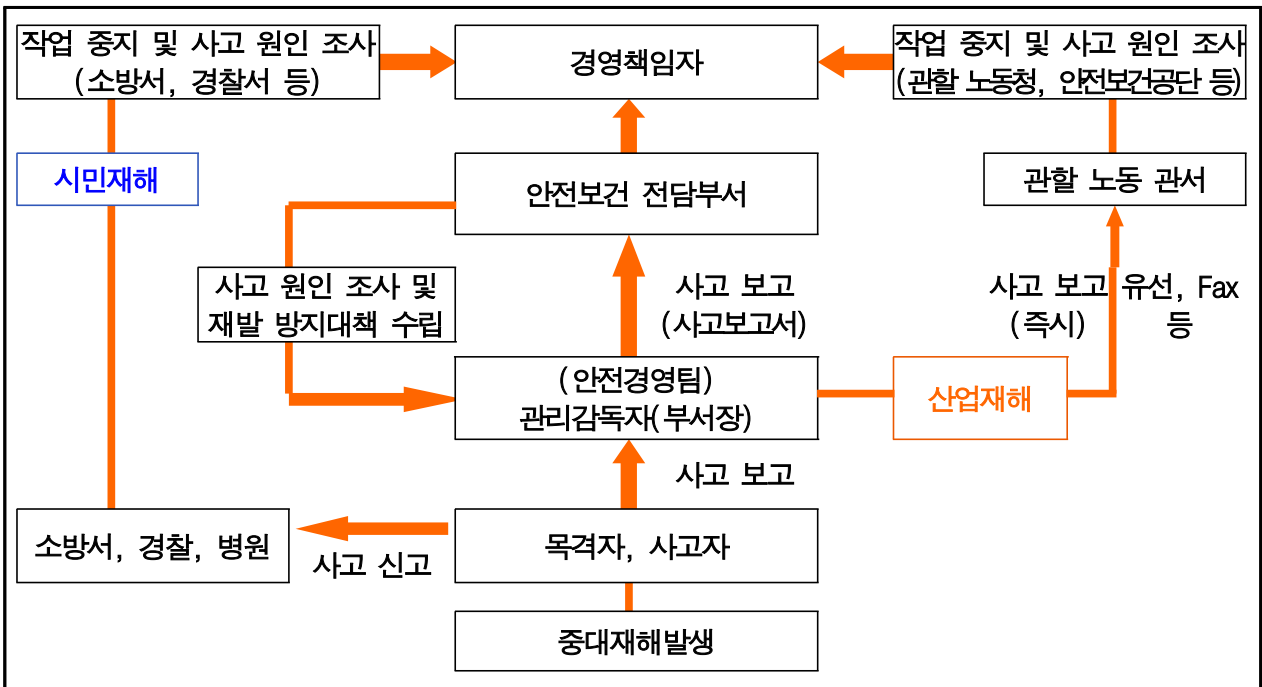 작업 중지 및 사고 원인 조사
(소방서, 경찰서 등)
경영책임자
작업 중지 및 사고 원인 조사
(관할 노동청, 안전보건공단 등)
시민재해
안전보건 전담부서
관할 노동 관서
사고 원인 조사 및
재발 방지대책 수립
사고 보고
(사고보고서)
사고 보고
(즉시)
유선, Fax
등
(안전경영팀)
관리감독자(부서장)
산업재해
사고 보고
소방서, 경찰, 병원
사고 신고
목격자, 사고자
중대재해발생